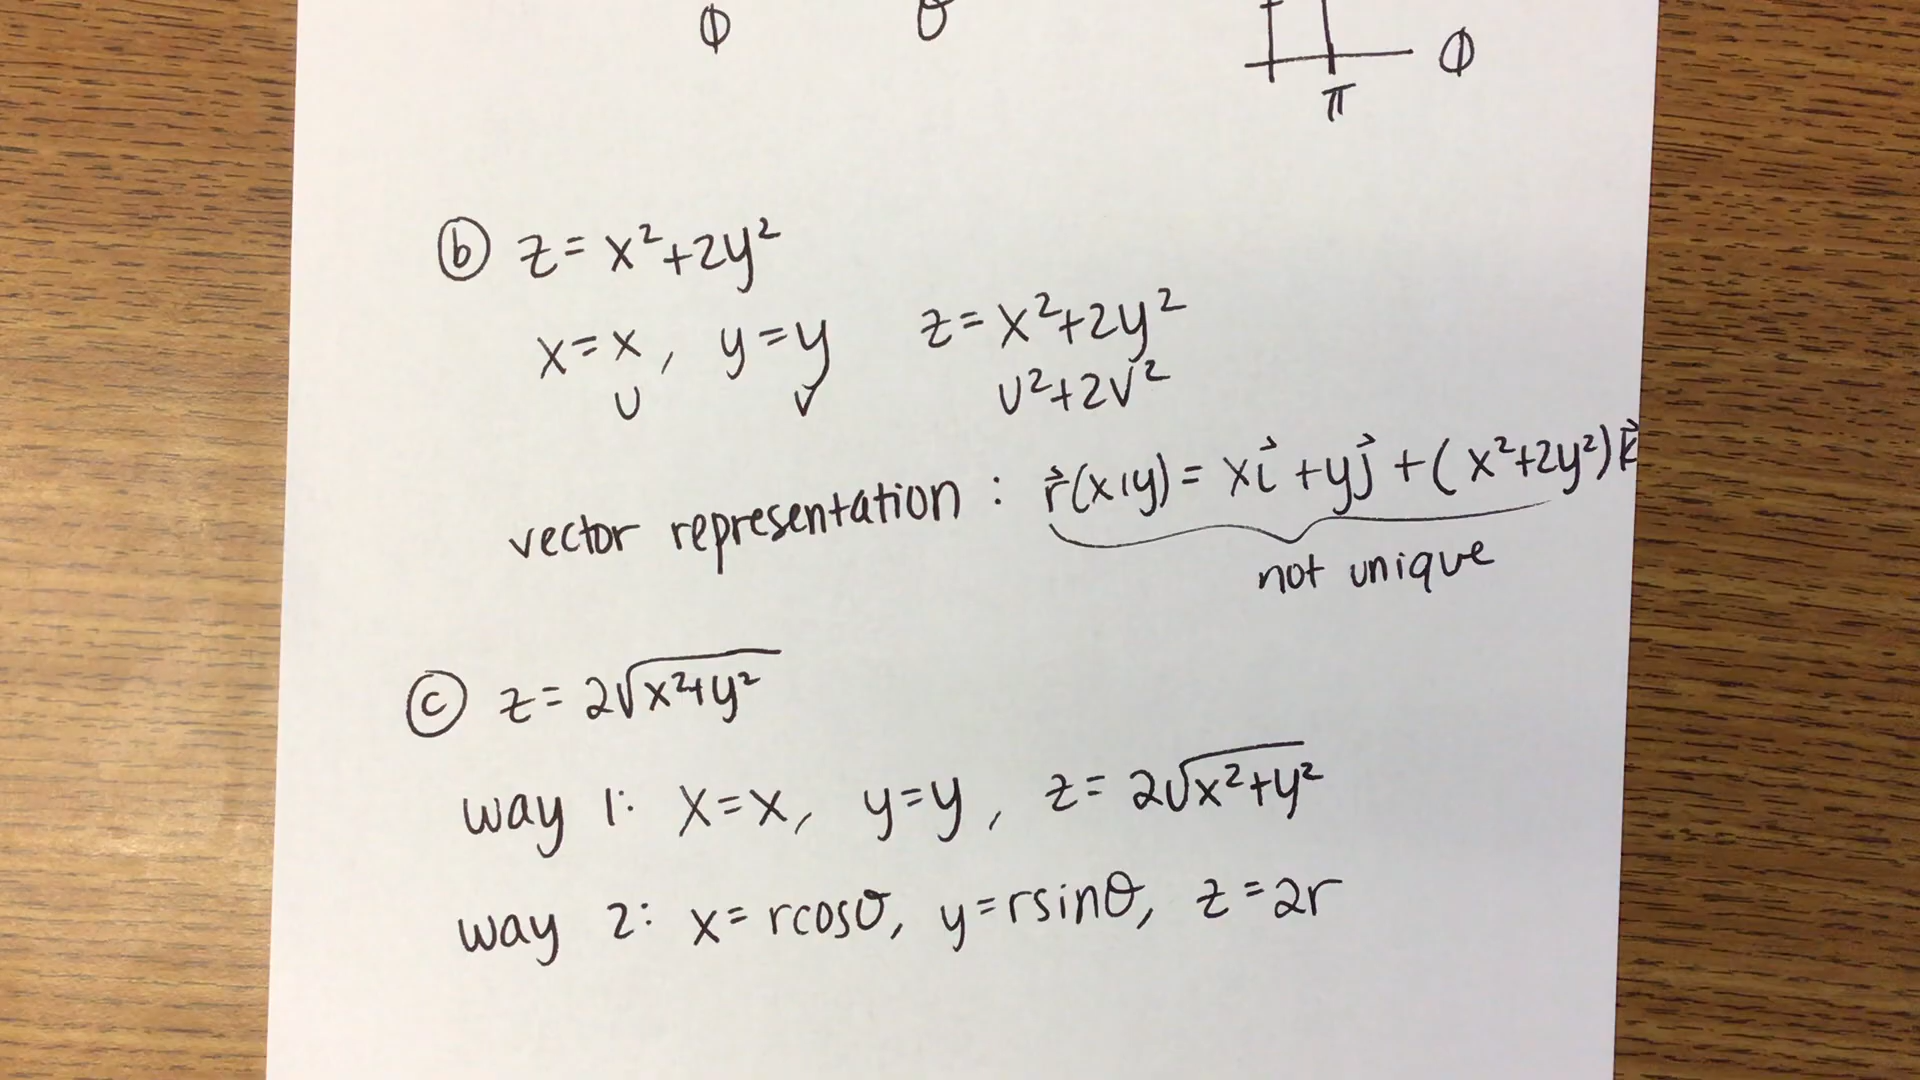 ϕ θ ϕ
π
ⓑ z = x²+2y²
x=x, y=y z=x²+2y²
u v u²+2v²
vector representation : r⃗(x,y)= xi⃗ +yj⃗ +(x²+2y²)k⃗
not unique
ⓒ z = 2√x²+y²
way 1: x=x, y=y, z= 2√x²+y²
way 2: x= rcosθ, y=rsinθ, z=2r